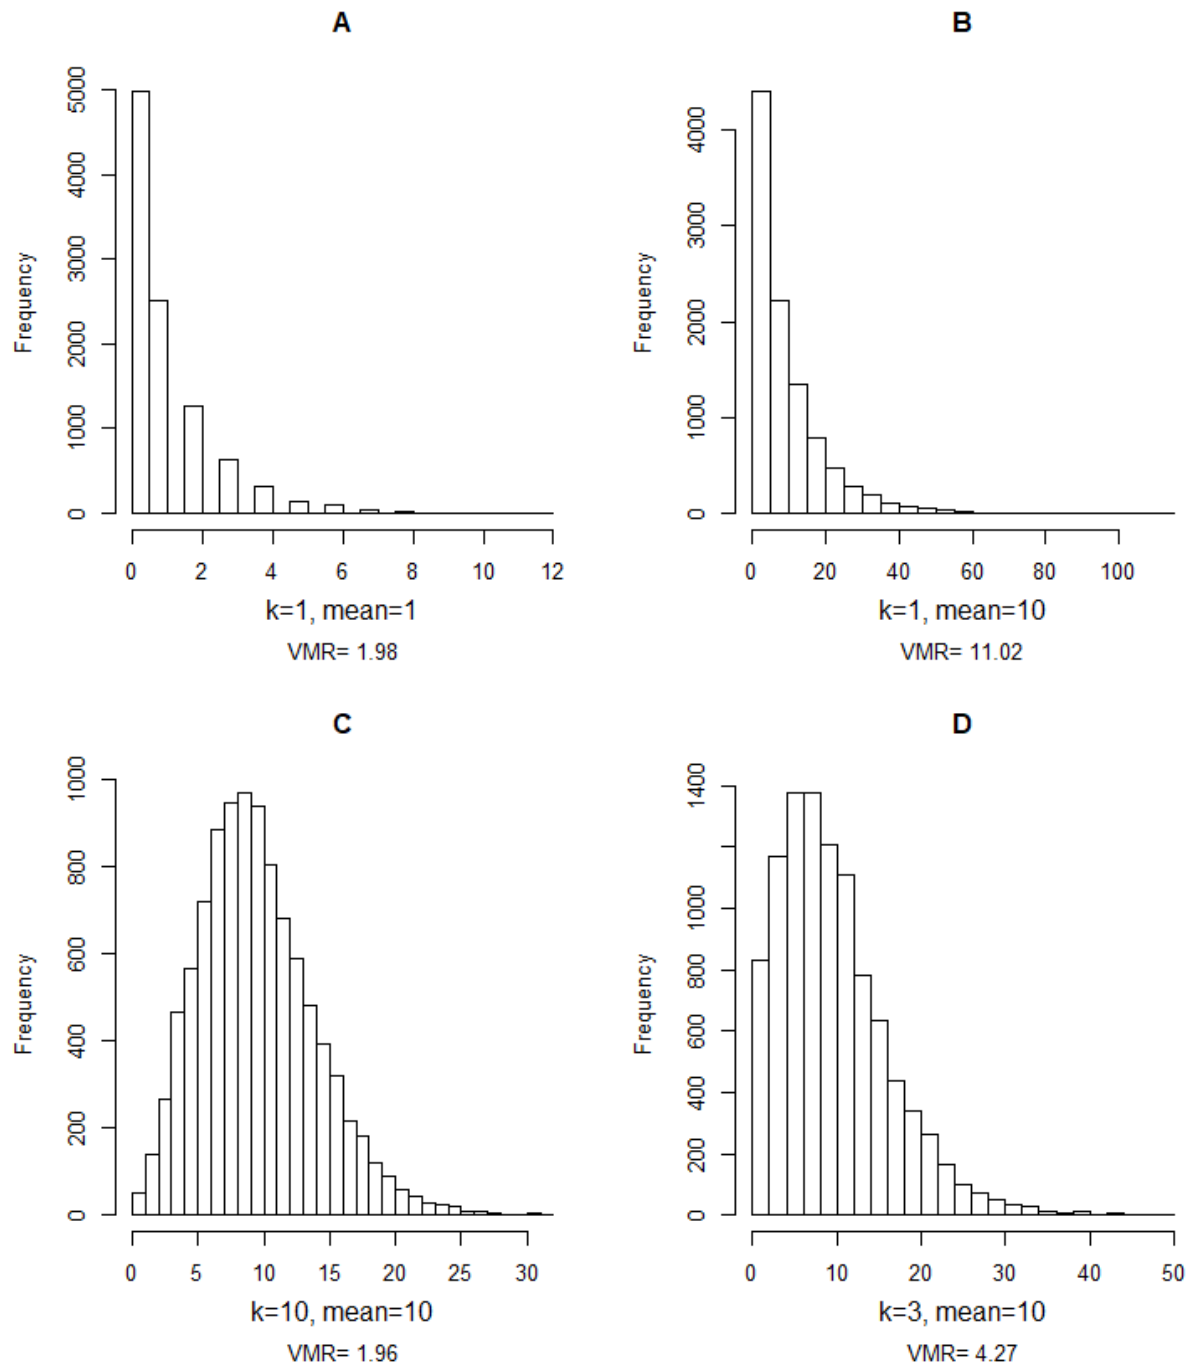 A
Frequency
5000
4000
3000
2000
1000
0
0 2 4 6 8 10 12
k=1, mean=1
VMR= 1.98
B
Frequency
4000
3000
2000
1000
0
0 20 40 60 80 100
k=1, mean=10
VMR= 11.02
C
Frequency
1000
800
600
400
200
0
0 5 10 15 20 25 30
k=10, mean=10
VMR= 1.96
D
Frequency
1400
1000
800
600
400
200
0
0 10 20 30 40 50
k=3, mean=10
VMR= 4.27